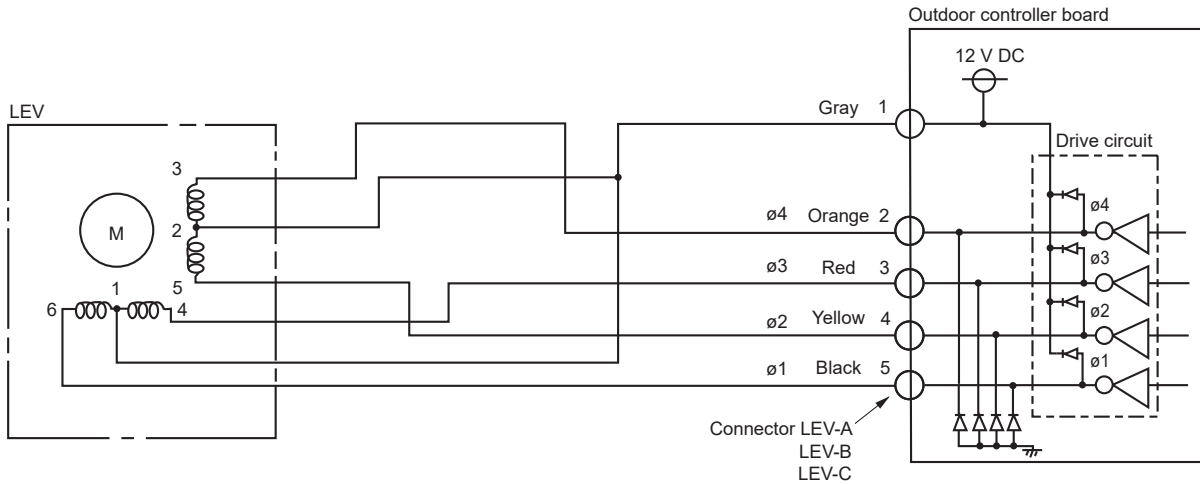 Outdoor controller board
12 V DC
LEV
Gray 1
Drive circuit
3
ø4 Orange 2
ø4
M
2
ø3 Red 3
ø3
5
1
6
4
ø2 Yellow 4
ø2
ø1 Black 5
ø1
Connector LEV-A
LEV-B
LEV-C